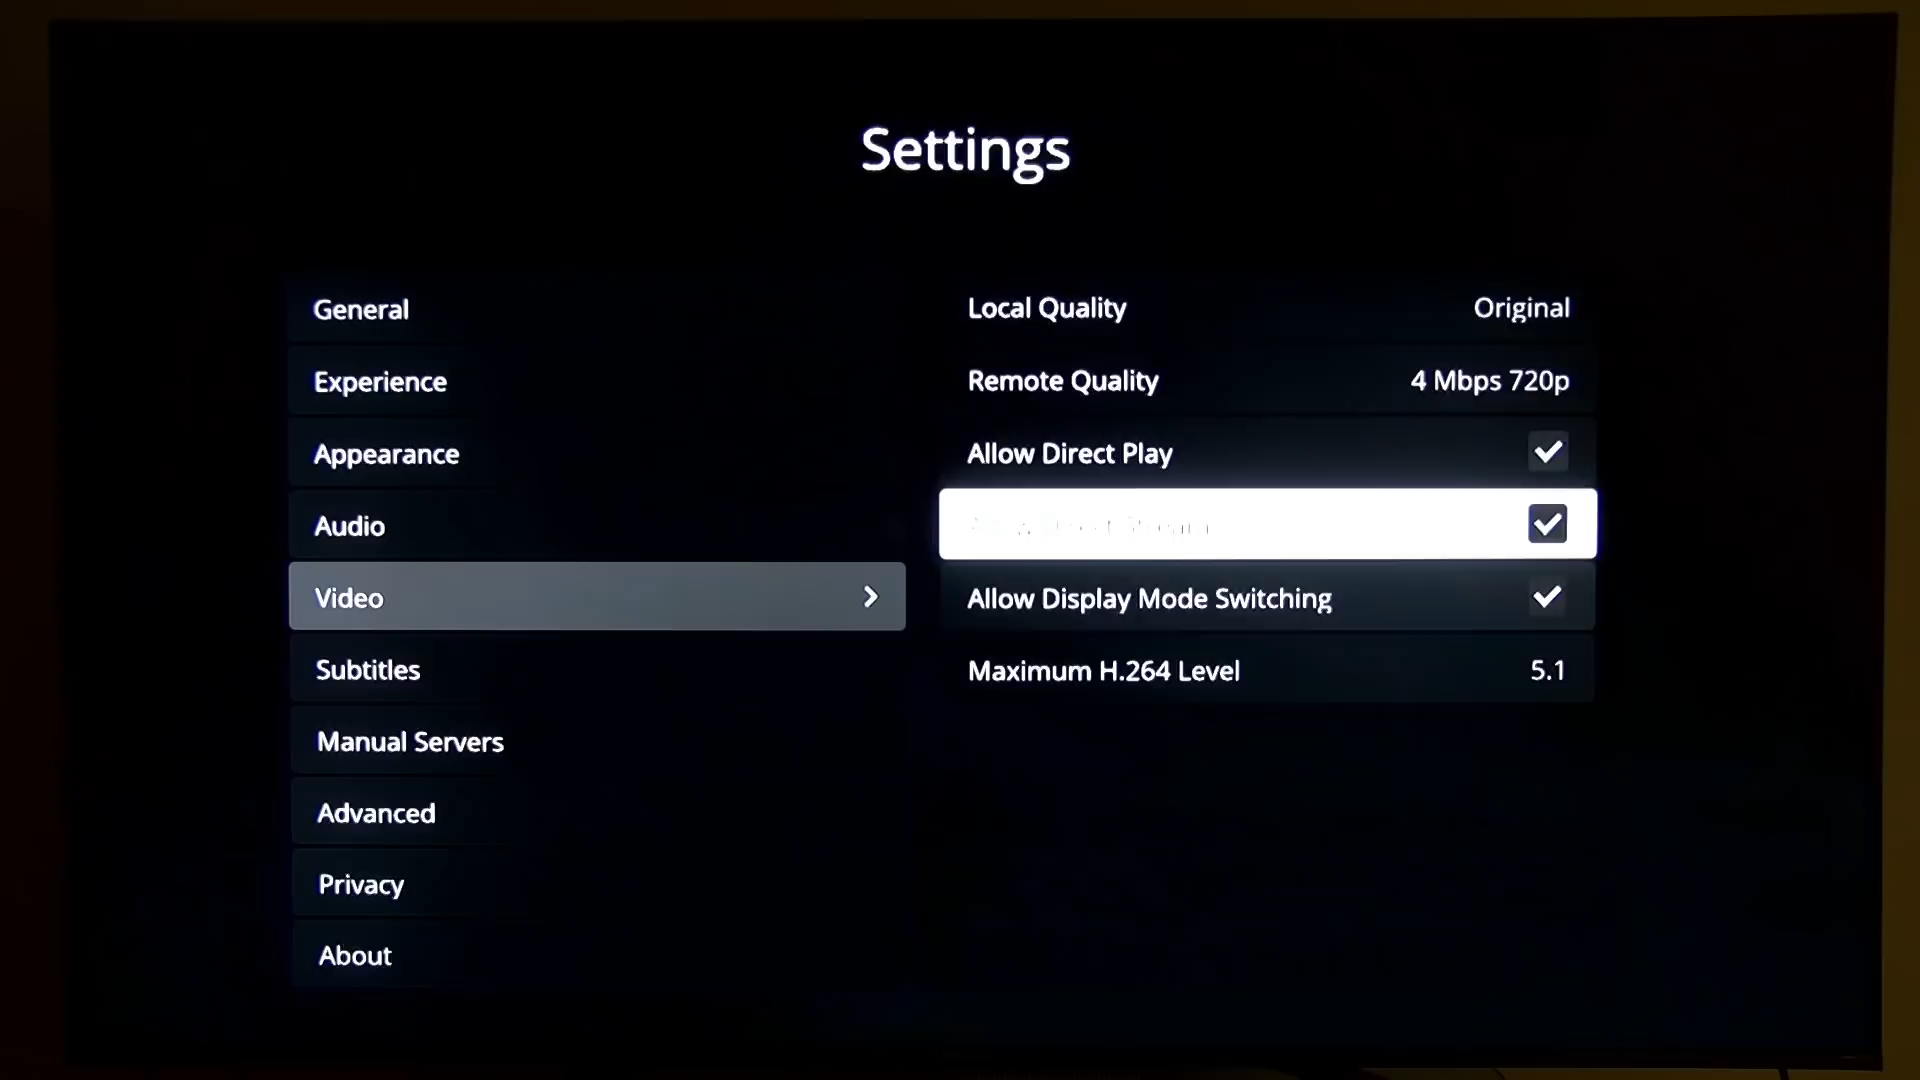 Settings
General
Experience
Appearance
Audio
Video
Subtitles
Manual Servers
Advanced
Privacy
About
Local Quality Original
Remote Quality 4 Mbps 720p
Allow Direct Play
Allow Display Mode Switching
Maximum H.264 Level 5.1